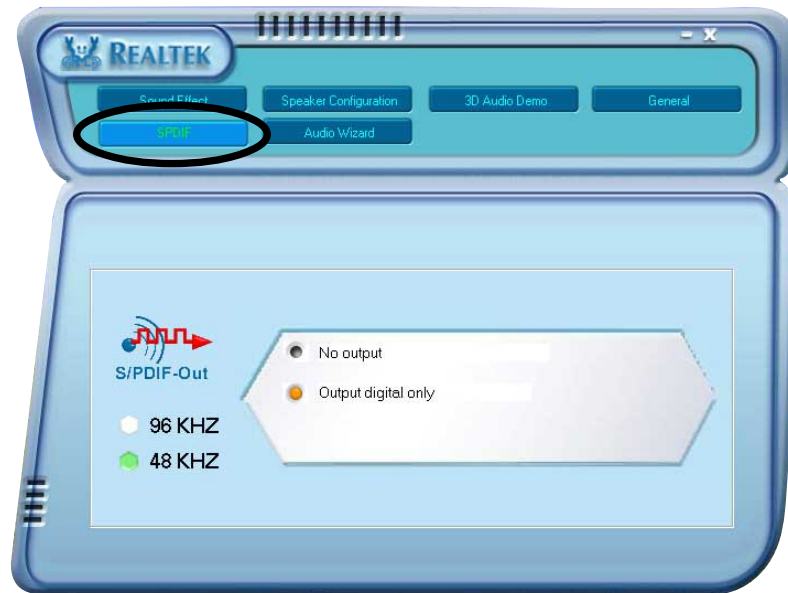 REALTEK
- X
Sound Effect
Speaker Configuration
3D Audio Demo
General
SPDIF
Audio Wizard
S/PDIF-Out
No output
Output digital only
96 KHZ
48 KHZ